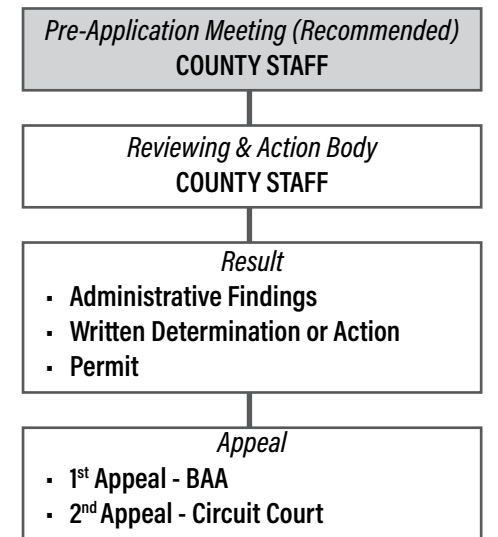 Pre-Application Meeting (Recommended)
COUNTY STAFF
Reviewing & Action Body
COUNTY STAFF
Result
▪ Administrative Findings
▪ Written Determination or Action
▪ Permit
Appeal
▪ 1st Appeal - BAA
▪ 2nd Appeal - Circuit Court